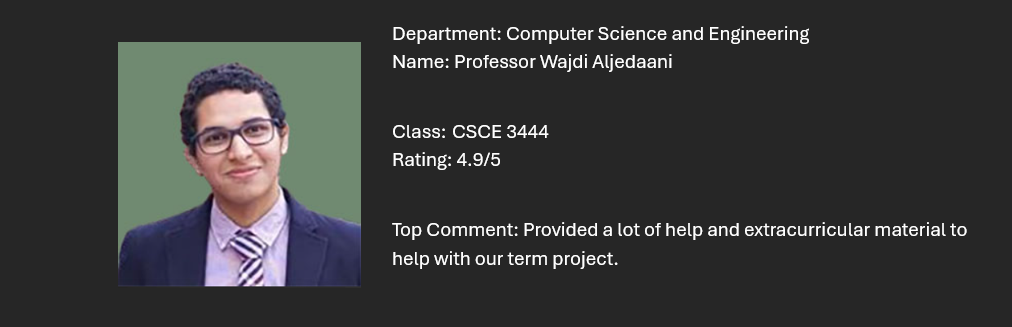 Department: Computer Science and Engineering
Name: Professor Wajdi Aljedaani
Class: CSCE 3444
Rating: 4.9/5
Top Comment: Provided a lot of help and extracurricular material to
help with our term project.